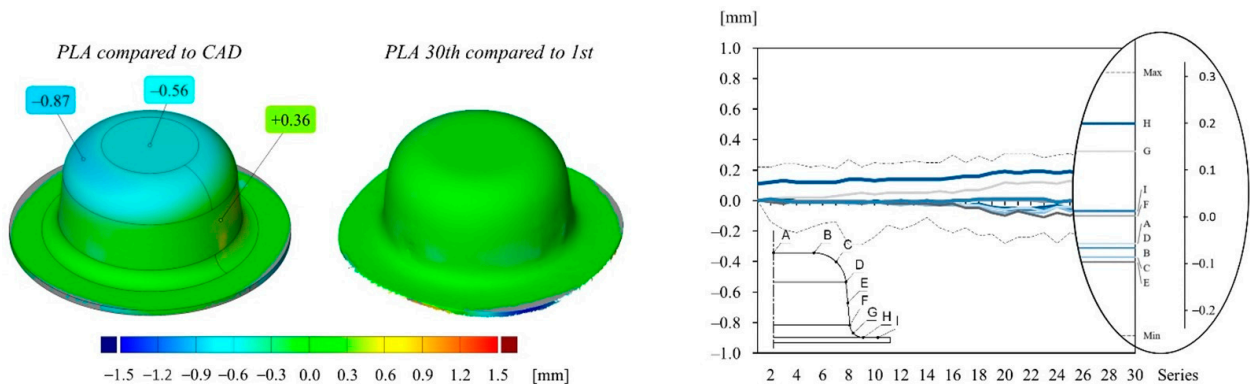 PLA compared to CAD
PLA 30th compared to 1st
−0.87
−0.56
+0.36
−1.5 −1.2 −0.9 −0.6 −0.3 0.0 0.3 0.6 0.9 1.2 1.5 [mm]
[mm]
1.0
0.8
0.6
0.4
0.2
0.0
−0.2
−0.4
−0.6
−0.8
−1.0
2 4 6 8 10 12 14 16 18 20 22 24 26 28 30 Series
A
B
C
D
E
F
G
H
I
Max
H
G
I
F
A
D
B
C
E
Min
0.3
0.2
0.1
0.0
−0.1
−0.2